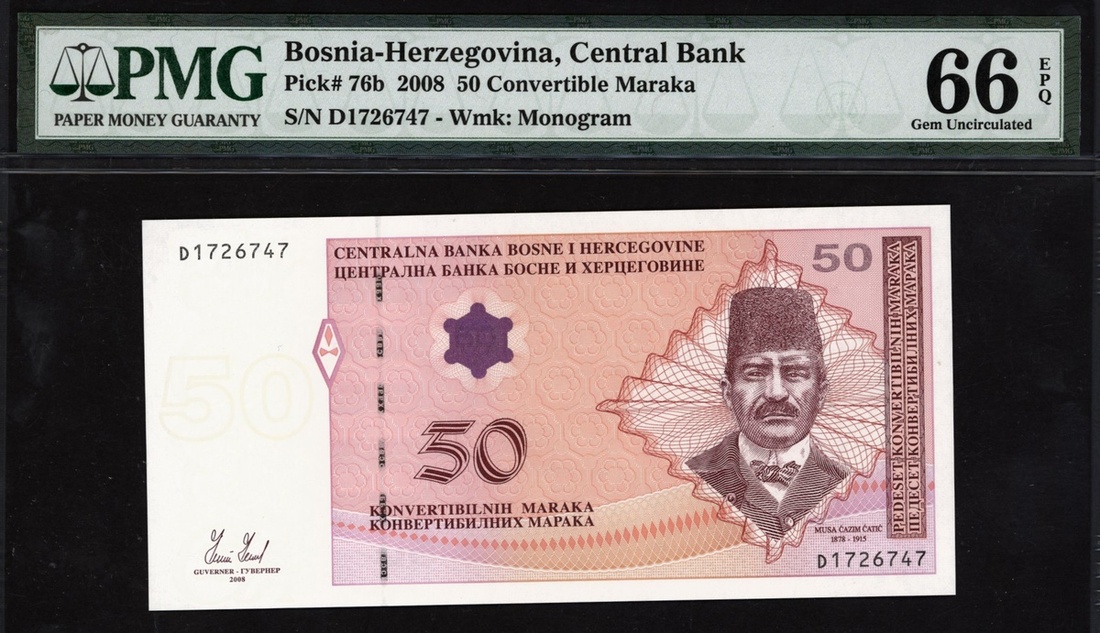 PMG
PAPER MONEY GUARANTY
Bosnia-Herzegovina, Central Bank
Pick# 76b 2008 50 Convertible Maraka
S/N D1726747 - Wmk: Monogram
66
EPQ
Gem Uncirculated
D1726747
CENTRALNA BANKA BOSNE I HERCEGOVINE
ЦЕНТРАЛНА БАНКА БОСНЕ И ХЕРЦЕГОВИНЕ
50
PEDESET KONVERTIBILNIH MARAKA
ПЕДЕСЕТ КОНВЕРТИБИЛНИХ МАРАКА
50
50
KONVERTIBILNIH MARAKA
КОНВЕРТИБИЛНИХ МАРАКА
MUSA ĆAZIM ĆATIĆ
1878 - 1915
GUVERNER - ГУВЕРНЕР
2008
D1726747